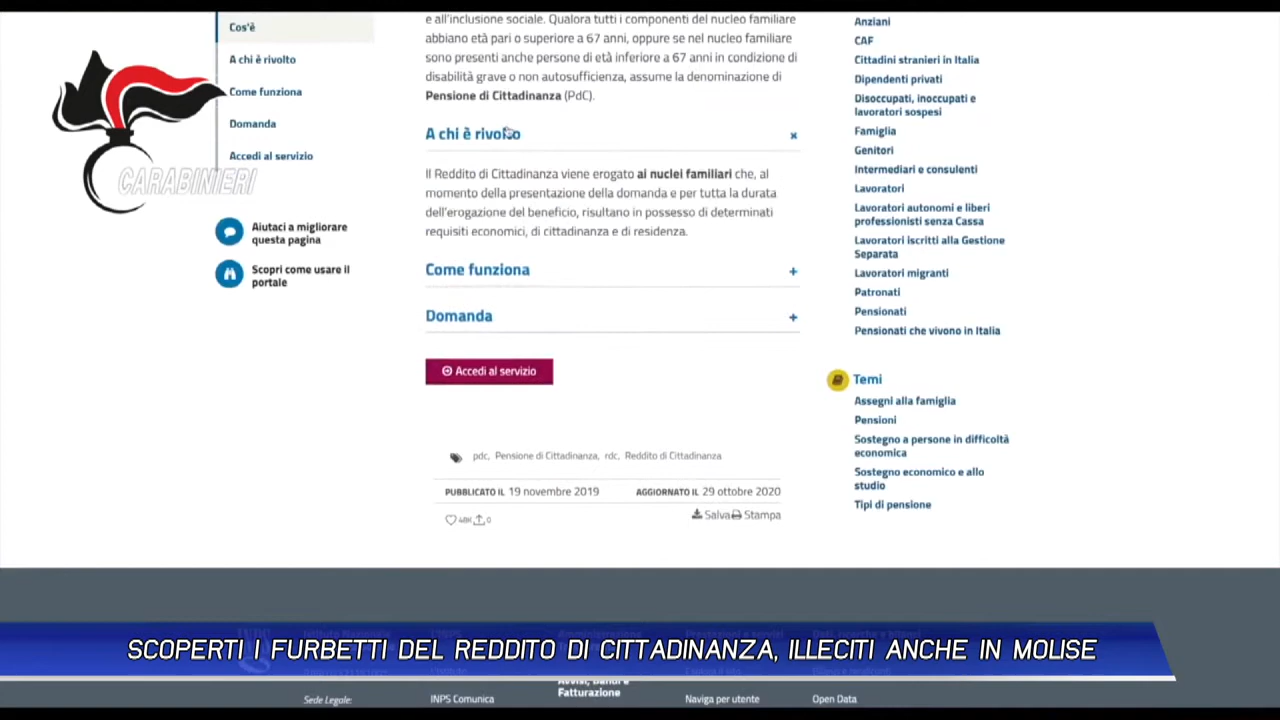 Cos'è
A chi è rivolto
Come funziona
Domanda
Accedi al servizio
CARABINIERI
Aiutaci a migliorare
questa pagina
Scopri come usare il
portale
e all'inclusione sociale. Qualora tutti i componenti del nucleo familiare
abbiano età pari o superiore a 67 anni, oppure se nel nucleo familiare
sono presenti anche persone di età inferiore a 67 anni in condizione di
disabilità grave o non autosufficienza, assume la denominazione di
Pensione di Cittadinanza (PdC).
A chi è rivolto
Il Reddito di Cittadinanza viene erogato ai nuclei familiari che, al
momento della presentazione della domanda e per tutta la durata
dell'erogazione del beneficio, risultano in possesso di determinati
requisiti economici, di cittadinanza e di residenza.
Come funziona
Domanda
Accedi al servizio
pdc, Pensione di Cittadinanza, rdc, Reddito di Cittadinanza
PUBBLICATO IL 19 novembre 2019 AGGIORNATO IL 29 ottobre 2020
Salva Stampa
Anziani
CAF
Cittadini stranieri in Italia
Dipendenti privati
Disoccupati, inoccupati e
lavoratori sospesi
Famiglia
Genitori
Intermediari e consulenti
Lavoratori
Lavoratori autonomi e liberi
professionisti senza Cassa
Lavoratori iscritti alla Gestione
Separata
Lavoratori migranti
Patronati
Pensionati
Pensionati che vivono in Italia
Temi
Assegni alla famiglia
Pensioni
Sostegno a persone in difficoltà
economica
Sostegno economico e allo
studio
Tipi di pensione
SCOPERTI I FURBETTI DEL REDDITO DI CITTADINANZA, ILLECITI ANCHE IN MOLISE
Avvisi, Bandi e
Fatturazione
Sede Legale: INPS Comunica Naviga per utente Open Data